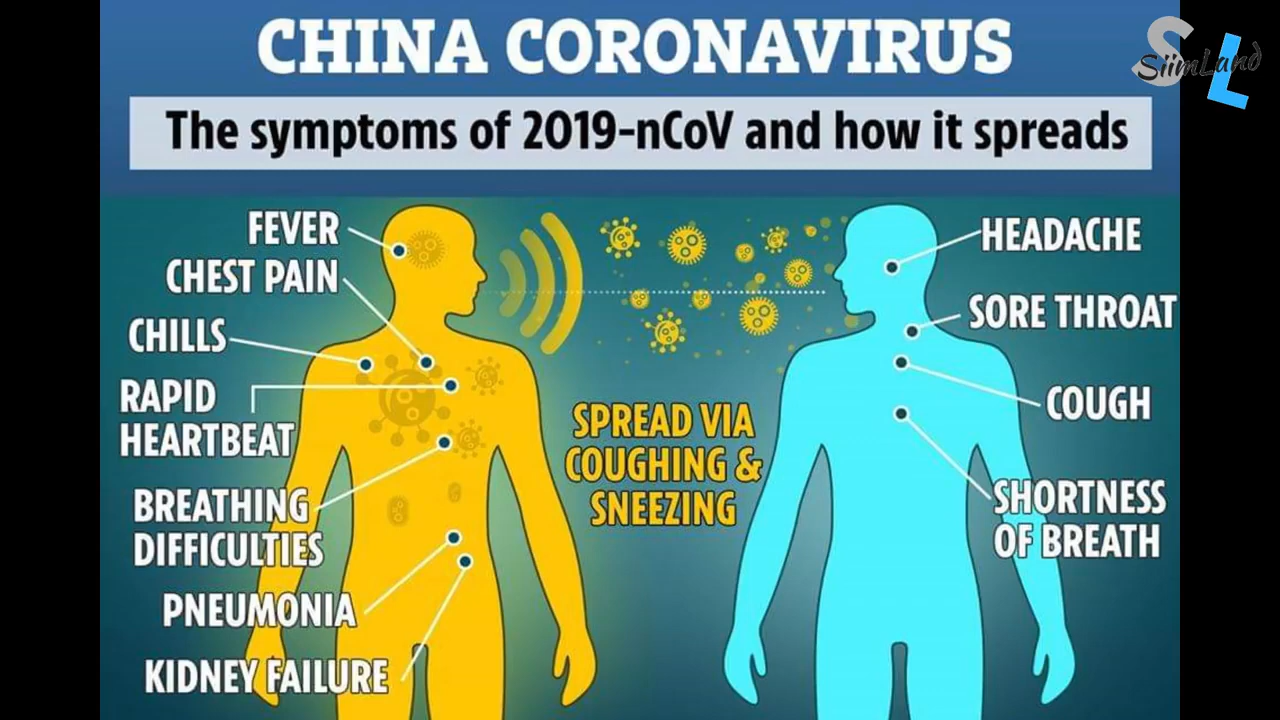 CHINA CORONAVIRUS
SiimLand
SL
The symptoms of 2019-nCoV and how it spreads
FEVER
CHEST PAIN
CHILLS
RAPID
HEARTBEAT
BREATHING
DIFFICULTIES
PNEUMONIA
KIDNEY FAILURE
SPREAD VIA
COUGHING &
SNEEZING
HEADACHE
SORE THROAT
COUGH
SHORTNESS
OF BREATH